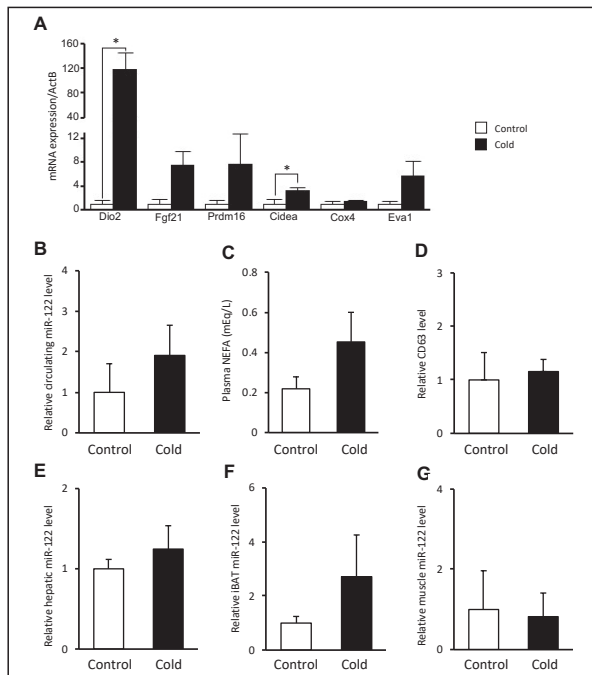 A
mRNA expression/ActB
160
120
80
40
12
8
4
0
*
*
Control
Cold
Dio2 Fgf21 Prdm16 Cidea Cox4 Eva1
B
Relative circulating miR-122 level
4
3
2
1
0
Control Cold
C
Plasma NEFA (mEq/L)
0.8
0.6
0.4
0.2
0
Control Cold
D
Relative CD63 level
3
2
1
0
Control Cold
E
Relative hepatic miR-122 level
2
1
0
Control Cold
F
Relative iBAT miR-122 level
6
4
2
0
Control Cold
G
Relative muscle miR-122 level
4
2
0
Control Cold